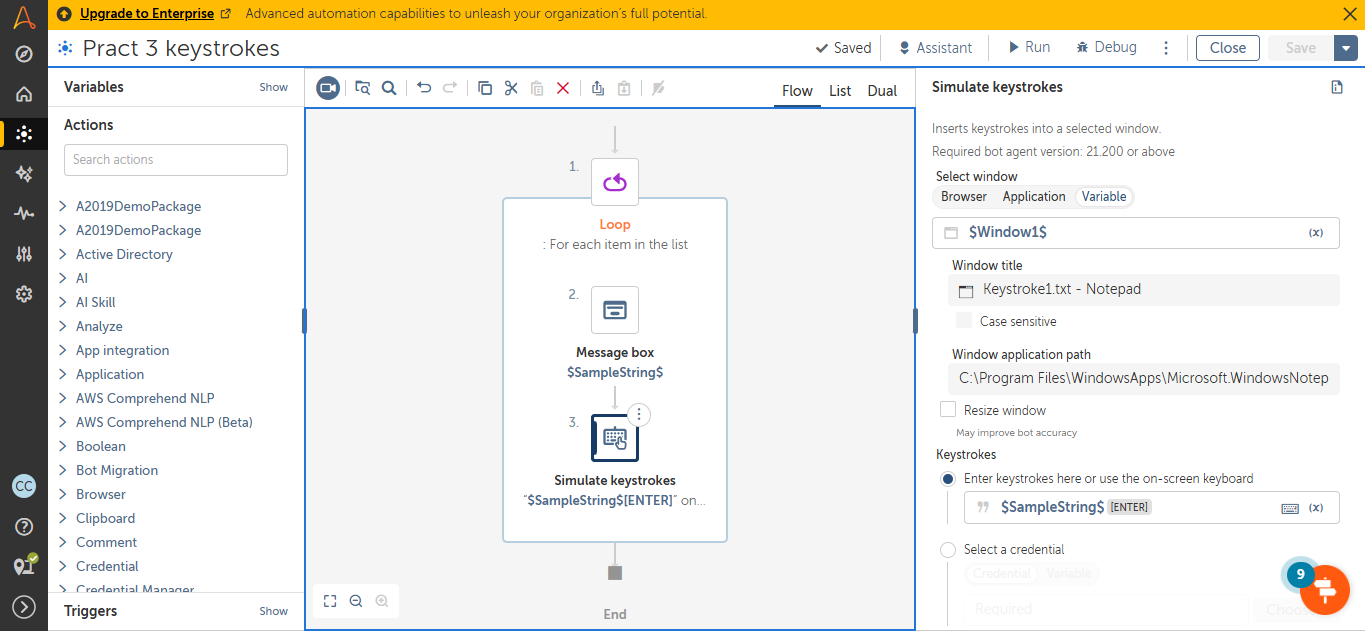 Upgrade to Enterprise Advanced automation capabilities to unleash your organization's full potential.
Pract 3 keystrokes
Saved
Assistant
Run
Debug
Close
Save
Variables
Show
Actions
Search actions
A2019DemoPackage
A2019DemoPackage
Active Directory
AI
AI Skill
Analyze
App integration
Application
AWS Comprehend NLP
AWS Comprehend NLP (Beta)
Boolean
Bot Migration
Browser
Clipboard
Comment
Credential
Credential Manager
Triggers
Show
CC
Flow
List
Dual
1.
Loop
: For each item in the list
2.
Message box
$SampleString$
3.
Simulate keystrokes
“$SampleString$[ENTER]” on...
End
Simulate keystrokes
Inserts keystrokes into a selected window.
Required bot agent version: 21.200 or above
Select window
Browser Application Variable
$Window1$ (x)
Window title
Keystroke1.txt - Notepad
Case sensitive
Window application path
C:\Program Files\WindowsApps\Microsoft.WindowsNotep
Resize window
May improve bot accuracy
Keystrokes
Enter keystrokes here or use the on-screen keyboard
$SampleString$ [ENTER] (x)
Select a credential
Credential Variable
9
Required